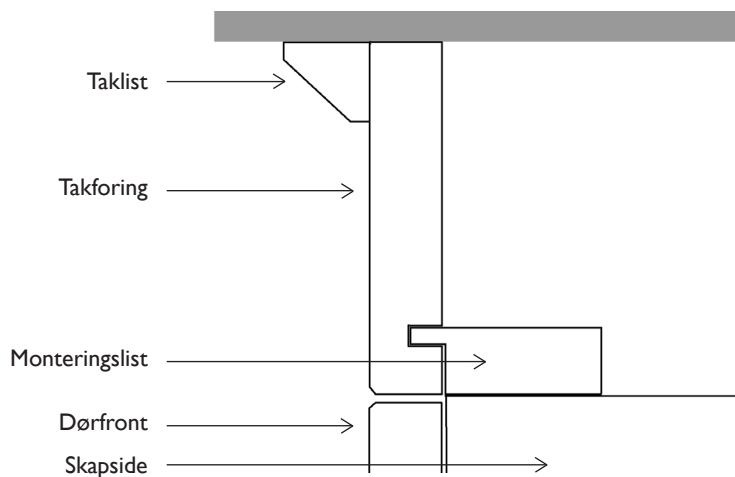 Taklist
Takforing
Monteringslist
Dørfront
Skapside